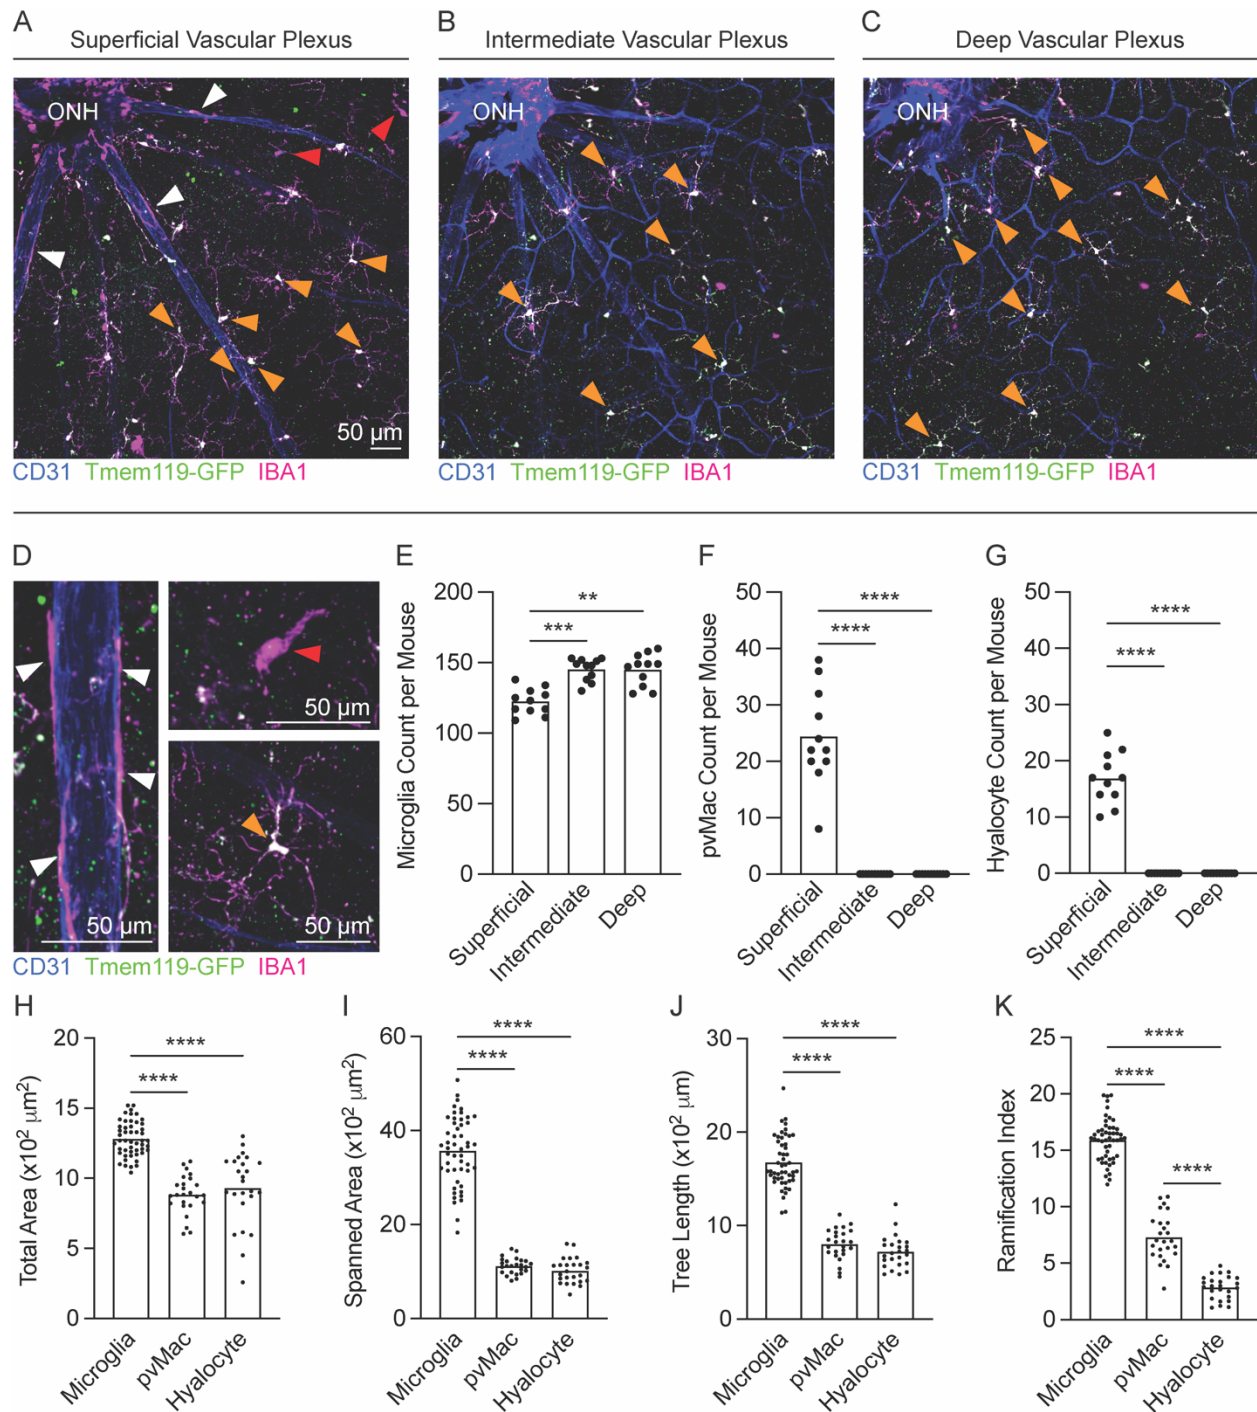 A
Superficial Vascular Plexus
B
Intermediate Vascular Plexus
C
Deep Vascular Plexus
ONH
ONH
ONH
50 µm
CD31 Tmem119-GFP IBA1
CD31 Tmem119-GFP IBA1
CD31 Tmem119-GFP IBA1
D
50 µm
50 µm
50 µm
CD31 Tmem119-GFP IBA1
E
Microglia Count per Mouse
200
150
100
50
0
**
***
Superficial
Intermediate
Deep
F
pvMac Count per Mouse
50
40
30
20
10
0
****
****
Superficial
Intermediate
Deep
G
Hyalocyte Count per Mouse
50
40
30
20
10
0
****
****
Superficial
Intermediate
Deep
H
Total Area (x10² µm²)
20
15
10
5
0
****
****
Microglia
pvMac
Hyalocyte
I
Spanned Area (x10² µm²)
60
40
20
0
****
****
Microglia
pvMac
Hyalocyte
J
Tree Length (x10² µm)
30
20
10
0
****
****
Microglia
pvMac
Hyalocyte
K
Ramification Index
25
20
15
10
5
0
****
****
****
Microglia
pvMac
Hyalocyte